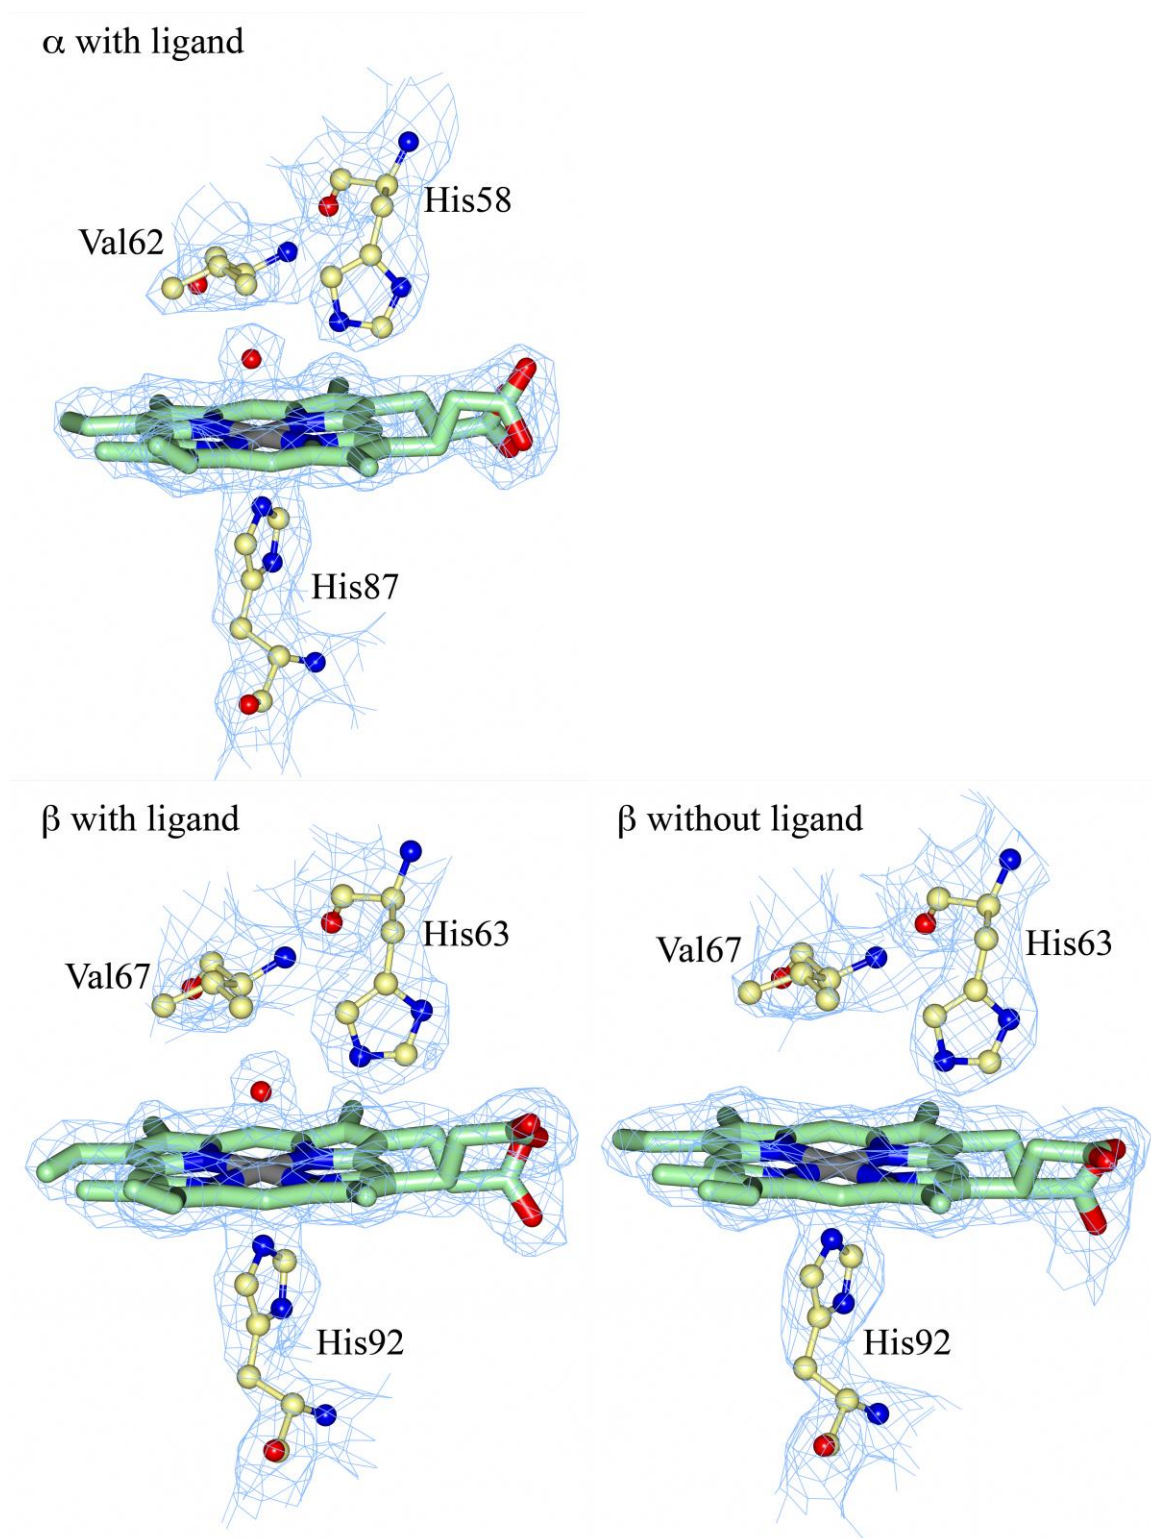 α with ligand
His58
Val62
His87
β with ligand
His63
Val67
His92
β without ligand
His63
Val67
His92